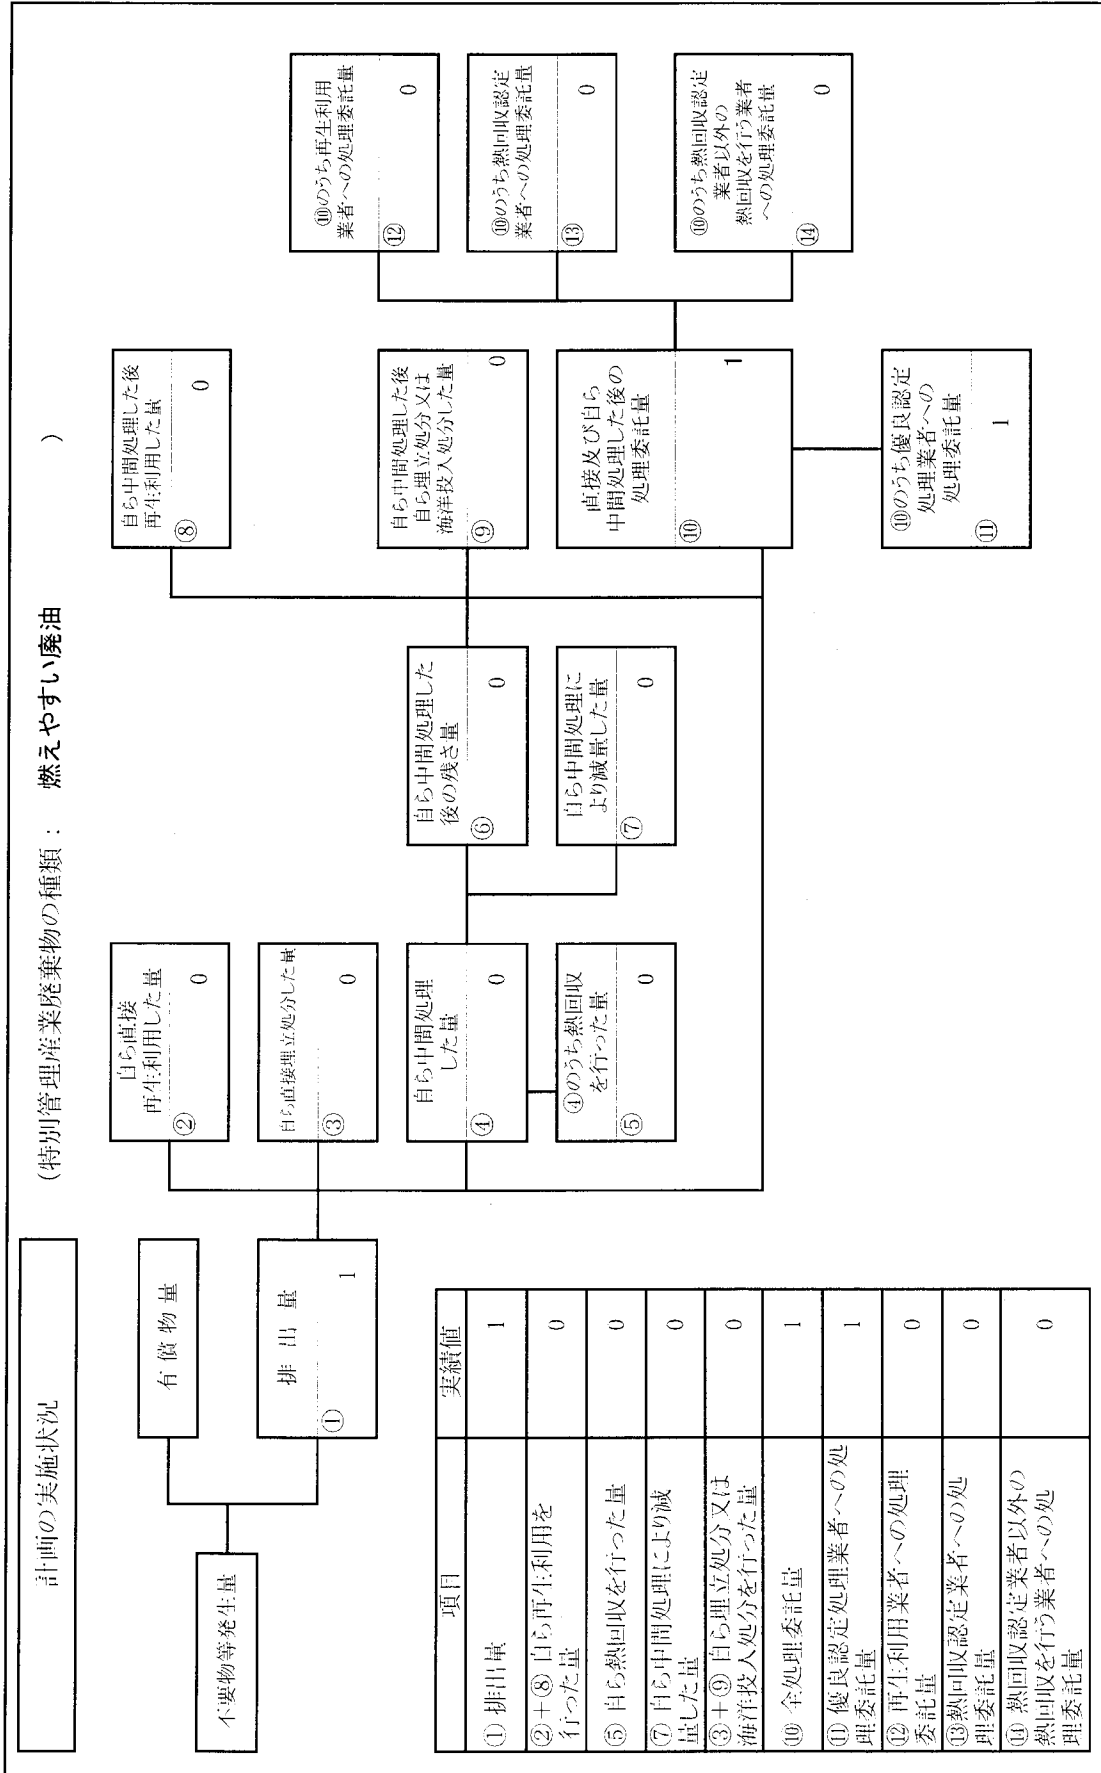 計画の実施状況
(特別管理産業廃棄物の種類： 燃えやすい廃油 )
不要物等発生量
有償物量
排出量
① 1
自ら直接
再生利用した量
② 0
自ら直接埋立処分した量
③ 0
自ら中間処理
した量
④ 0
④のうち熱回収
を行った量
⑤ 0
自ら中間処理した
後の残さ量
⑥ 0
自ら中間処理に
より減量した量
⑦ 0
自ら中間処理した後
再生利用した量
⑧ 0
自ら中間処理した後
自ら埋立処分又は
海洋投入処分した量
⑨ 0
直接及び自ら
中間処理した後の
処理委託量
⑩ 1
⑩のうち優良認定
処理業者への
処理委託量
⑪ 1
⑩のうち再生利用
業者への処理委託量
⑫ 0
⑩のうち熱回収認定
業者への処理委託量
⑬ 0
⑩のうち熱回収認定
業者以外の
熱回収を行う業者
への処理委託量
⑭ 0
項目 実績値
① 排出量 1
②＋⑧ 自ら再生利用を
行った量 0
⑤ 自ら熱回収を行った量 0
⑦ 自ら中間処理により減
量した量 0
③＋⑨ 自ら埋立処分又は
海洋投入処分を行った量 0
⑩ 全処理委託量 1
⑪ 優良認定処理業者への処
理委託量 1
⑫ 再生利用業者への処理
委託量 0
⑬熱回収認定業者への処
理委託量 0
⑭ 熱回収認定業者以外の
熱回収を行う業者への処
理委託量 0